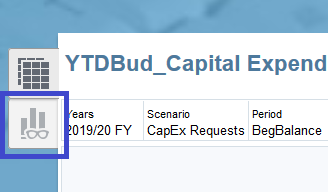 YTDBud_Capital Expend
Years Scenario Period
2019/20 FY CapEx Requests BegBalance